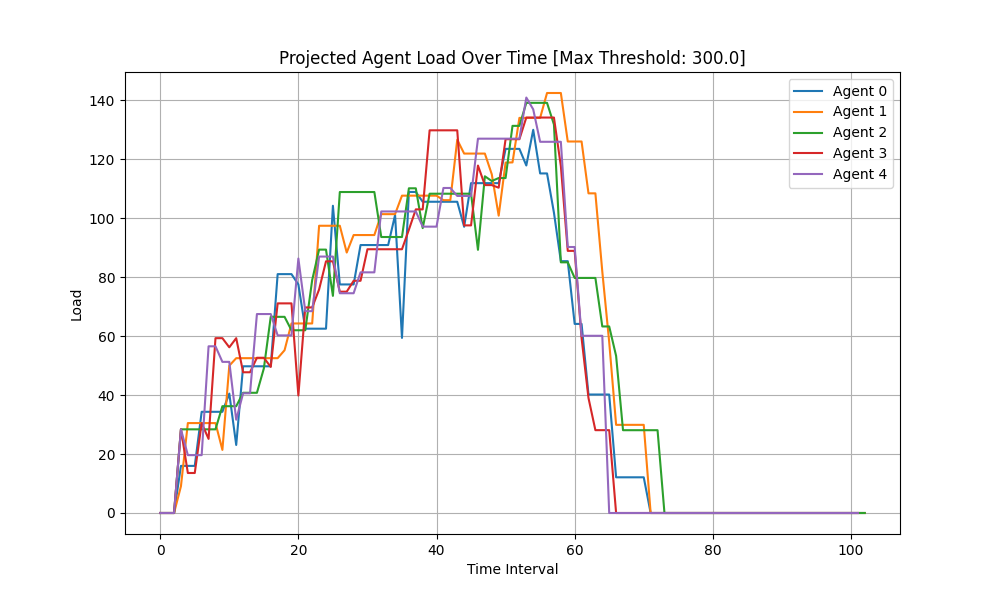 Projected Agent Load Over Time [Max Threshold: 300.0]
Load
140
120
100
80
60
40
20
0
Agent 0
Agent 1
Agent 2
Agent 3
Agent 4
0 20 40 60 80 100
Time Interval